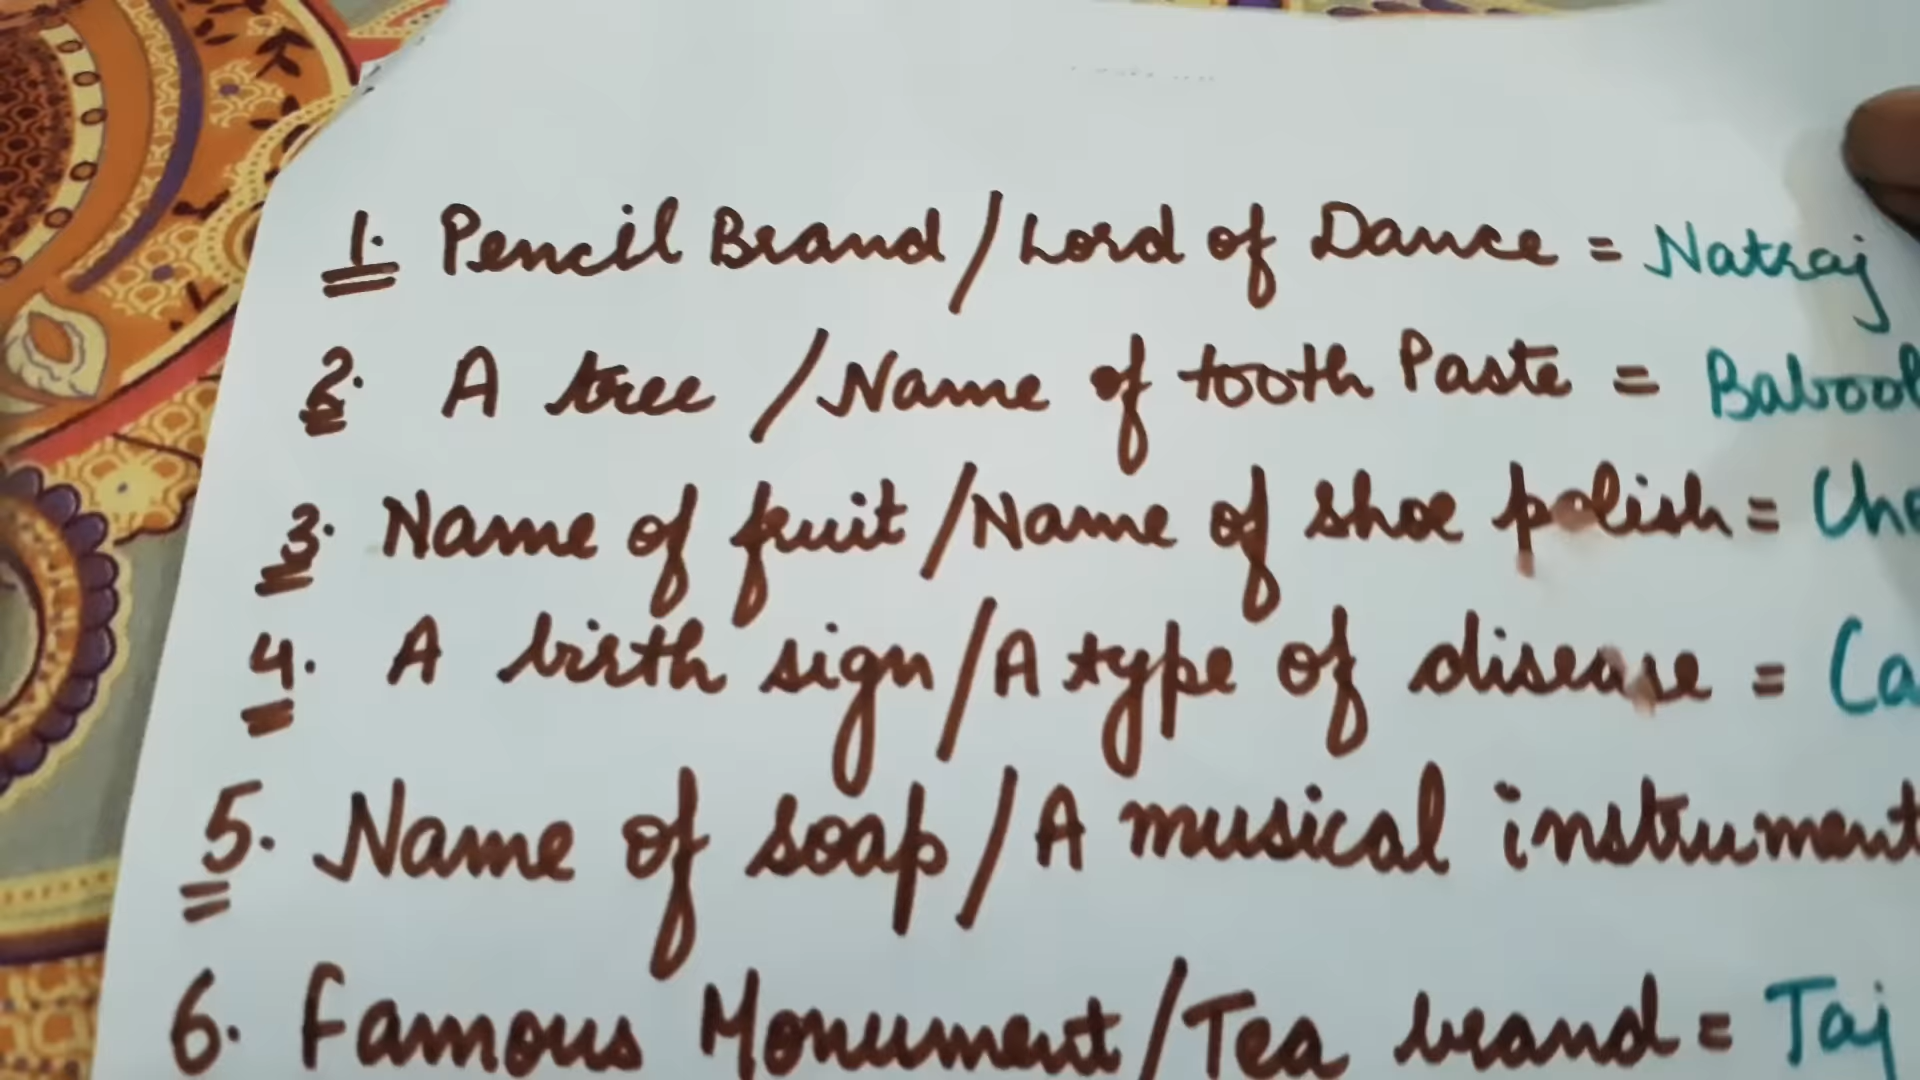 1. Pencil Brand / Lord of Dance = Natraj
2. A tree / Name of tooth Paste = Babool
3. Name of fruit / Name of shoe polish = Che
4. A birth sign / A type of disease = Ca
5. Name of soap / A musical instrument
6. Famous Monument / Tea brand = Taj